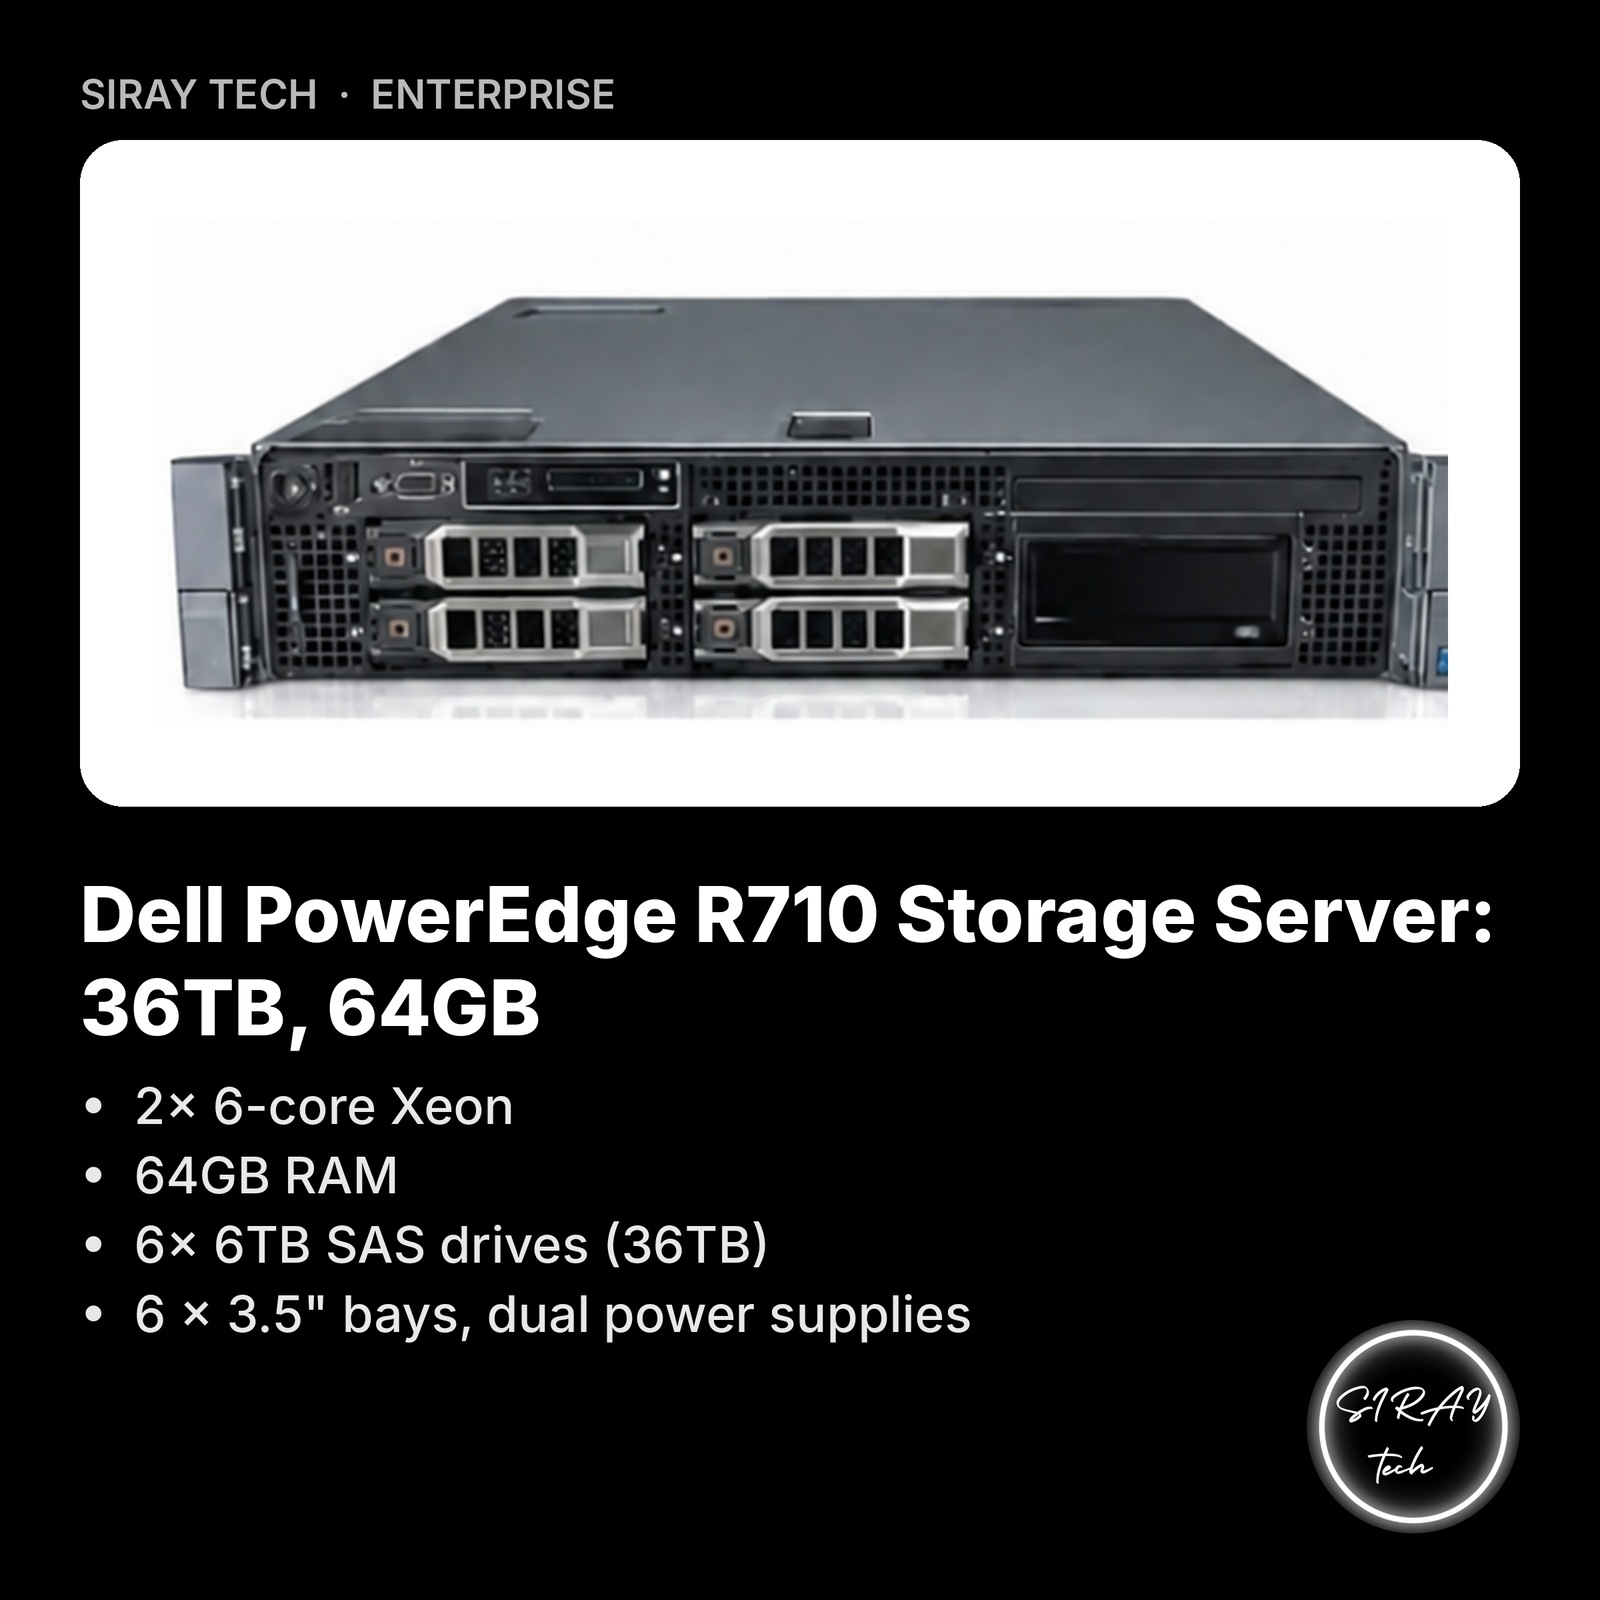 SIRAY TECH · ENTERPRISE
Dell PowerEdge R710 Storage Server:
36TB, 64GB
• 2× 6-core Xeon
• 64GB RAM
• 6× 6TB SAS drives (36TB)
• 6 × 3.5" bays, dual power supplies
SIRAY
tech